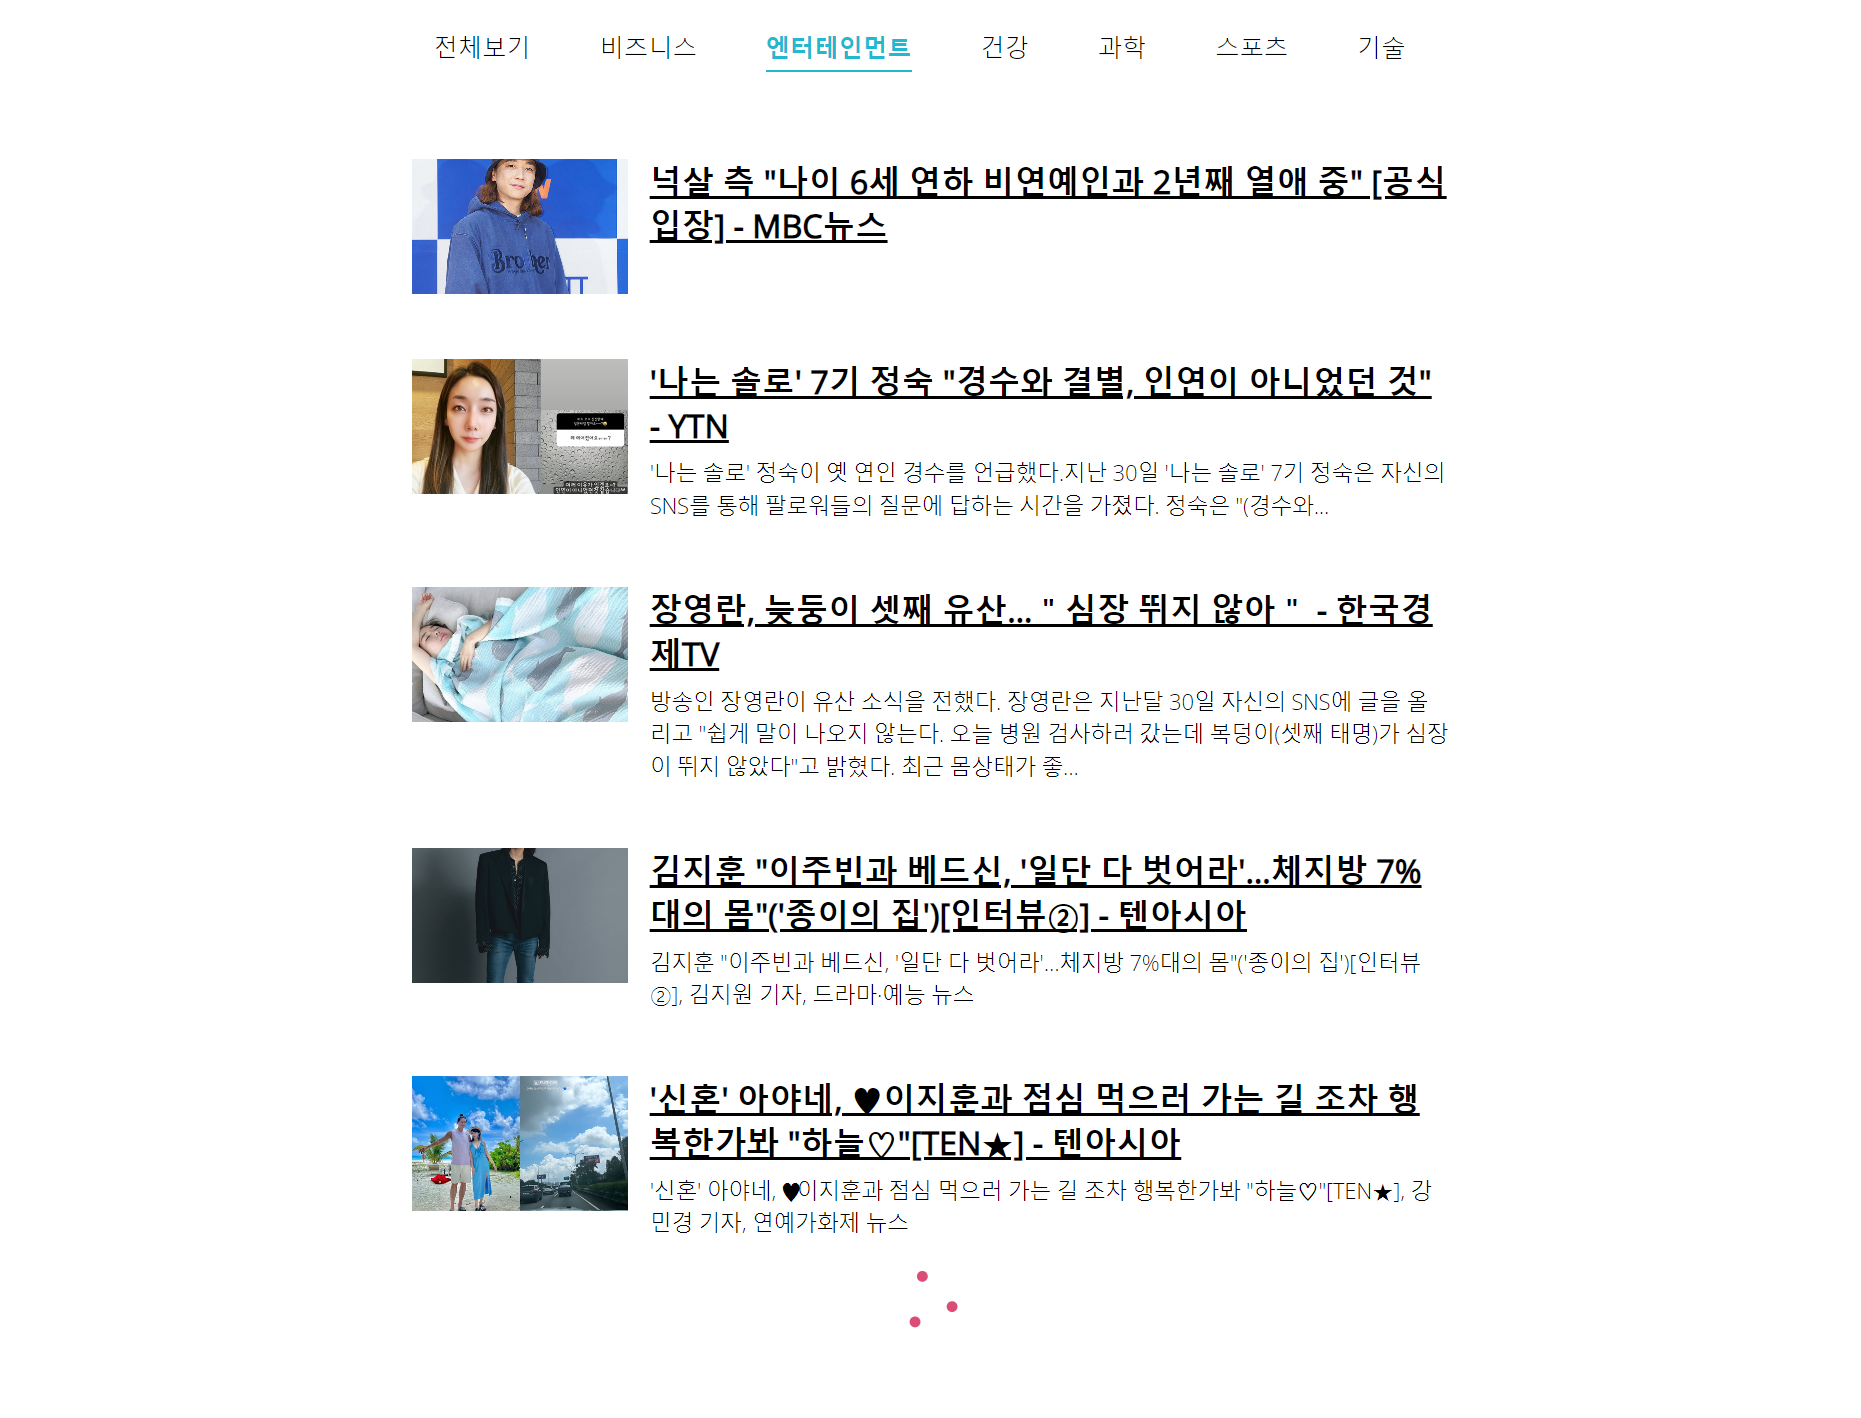 전체보기 비즈니스 엔터테인먼트 건강 과학 스포츠 기술
넉살 측 "나이 6세 연하 비연예인과 2년째 열애 중" [공식
입장] - MBC뉴스
Bro her
'나는 솔로' 7기 정숙 "경수와 결별, 인연이 아니었던 것"
- YTN
'나는 솔로' 정숙이 옛 연인 경수를 언급했다.지난 30일 '나는 솔로' 7기 정숙은 자신의
SNS를 통해 팔로워들의 질문에 답하는 시간을 가졌다. 정숙은 "(경수와...
장영란, 늦둥이 셋째 유산... " 심장 뛰지 않아 " - 한국경
제TV
방송인 장영란이 유산 소식을 전했다. 장영란은 지난달 30일 자신의 SNS에 글을 올
리고 "쉽게 말이 나오지 않는다. 오늘 병원 검사하러 갔는데 복덩이(셋째 태명)가 심장
이 뛰지 않았다"고 밝혔다. 최근 몸상태가 좋...
김지훈 "이주빈과 베드신, '일단 다 벗어라'...체지방 7%
대의 몸"('종이의 집')[인터뷰②] - 텐아시아
김지훈 "이주빈과 베드신, '일단 다 벗어라'...체지방 7%대의 몸"('종이의 집')[인터뷰
②], 김지원 기자, 드라마·예능 뉴스
'신혼' 아야네, ♥이지훈과 점심 먹으러 가는 길 조차 행
복한가봐 "하늘♡"[TEN★] - 텐아시아
'신혼' 아야네, ♥이지훈과 점심 먹으러 가는 길 조차 행복한가봐 "하늘♡"[TEN★], 강
민경 기자, 연예가화제 뉴스